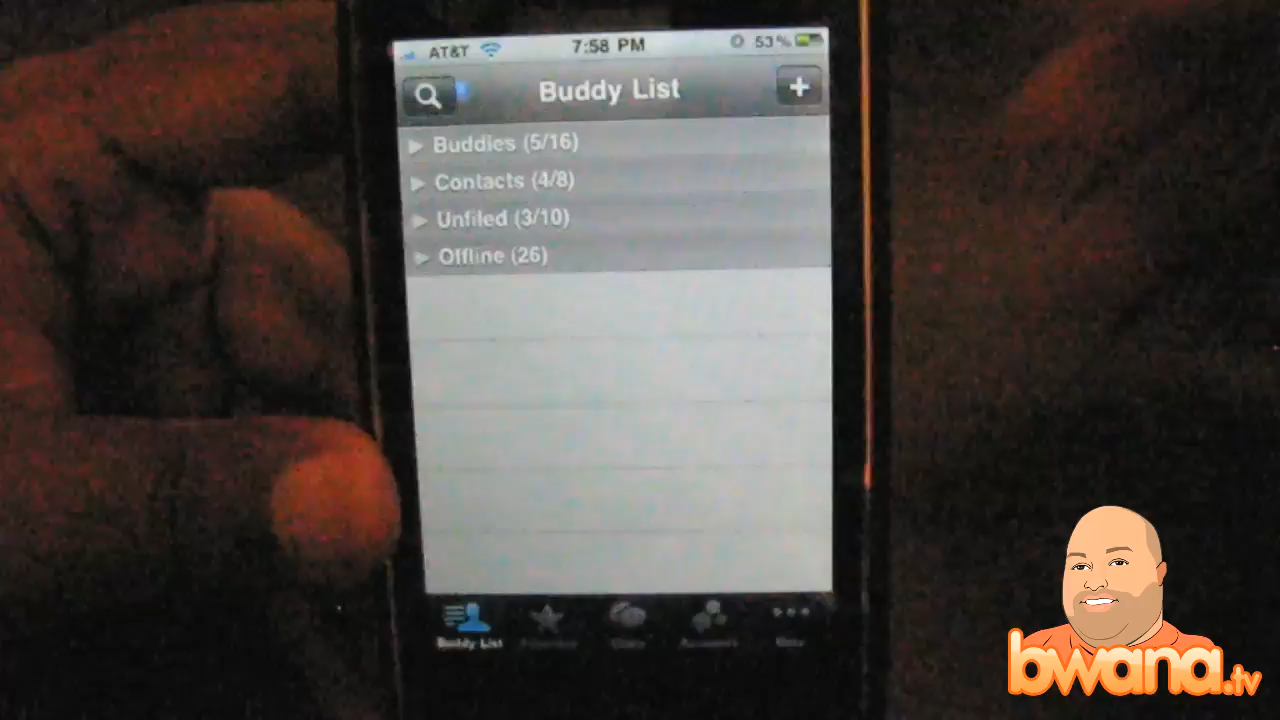 AT&T 7:58 PM 53%
Buddy List
Buddies (5/16)
Contacts (4/8)
Unfiled (3/10)
Offline (26)
Buddy List
bwana.tv